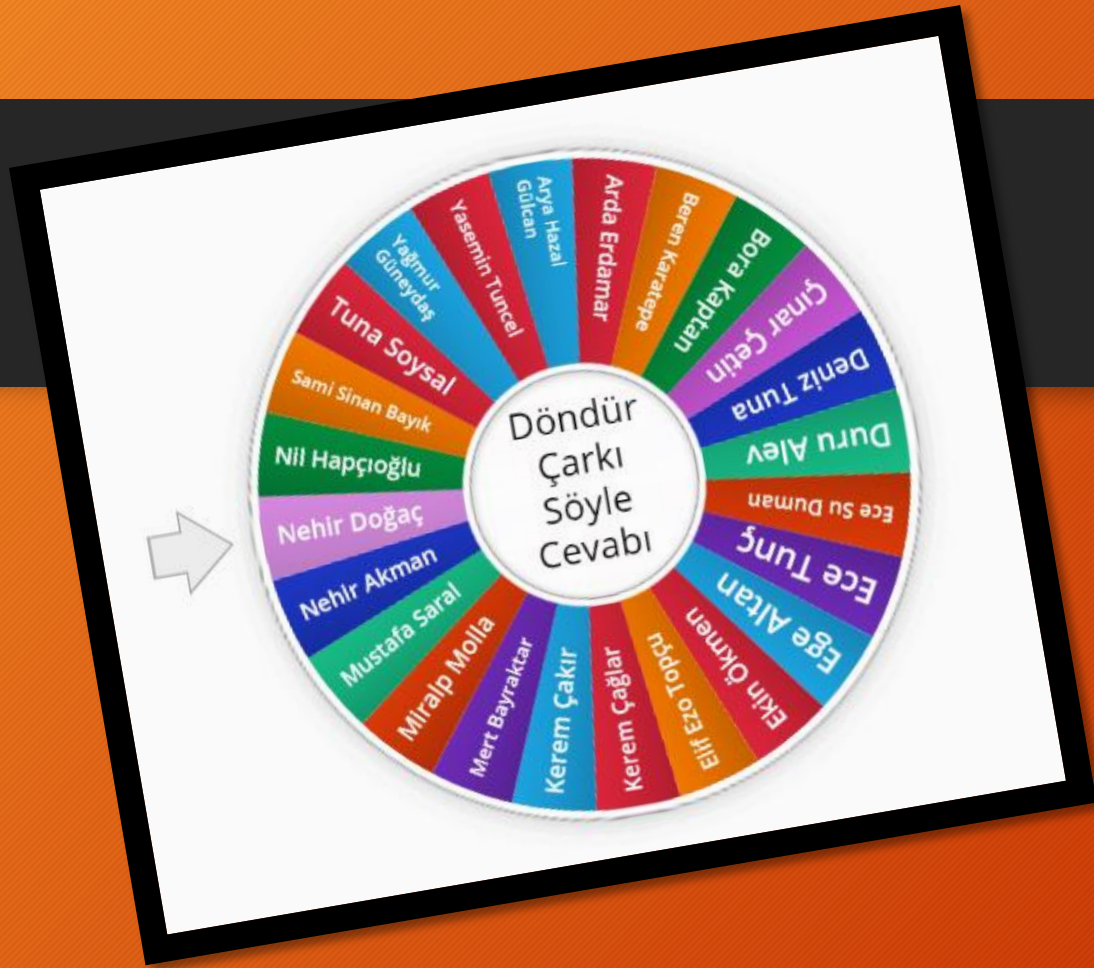 Döndür
Çarkı
Söyle
Cevabı
Arya Hazal
Gülcan
Arda Erdamar
Beren Karatepe
Bora Kaptan
Çınar Çetin
Deniz Tuna
Duru Alev
Ece Su Duman
Ece Tunç
Ege Altan
Ekin Ökmen
Elif Ezo Topçu
Kerem Çağlar
Kerem Çakır
Mert Bayraktar
Miralp Molla
Mustafa Saral
Nehir Akman
Nehir Doğaç
Nil Hapçıoğlu
Sami Sinan Bayık
Tuna Soysal
Yağmur
Güneydaş
Yasemin Tuncel